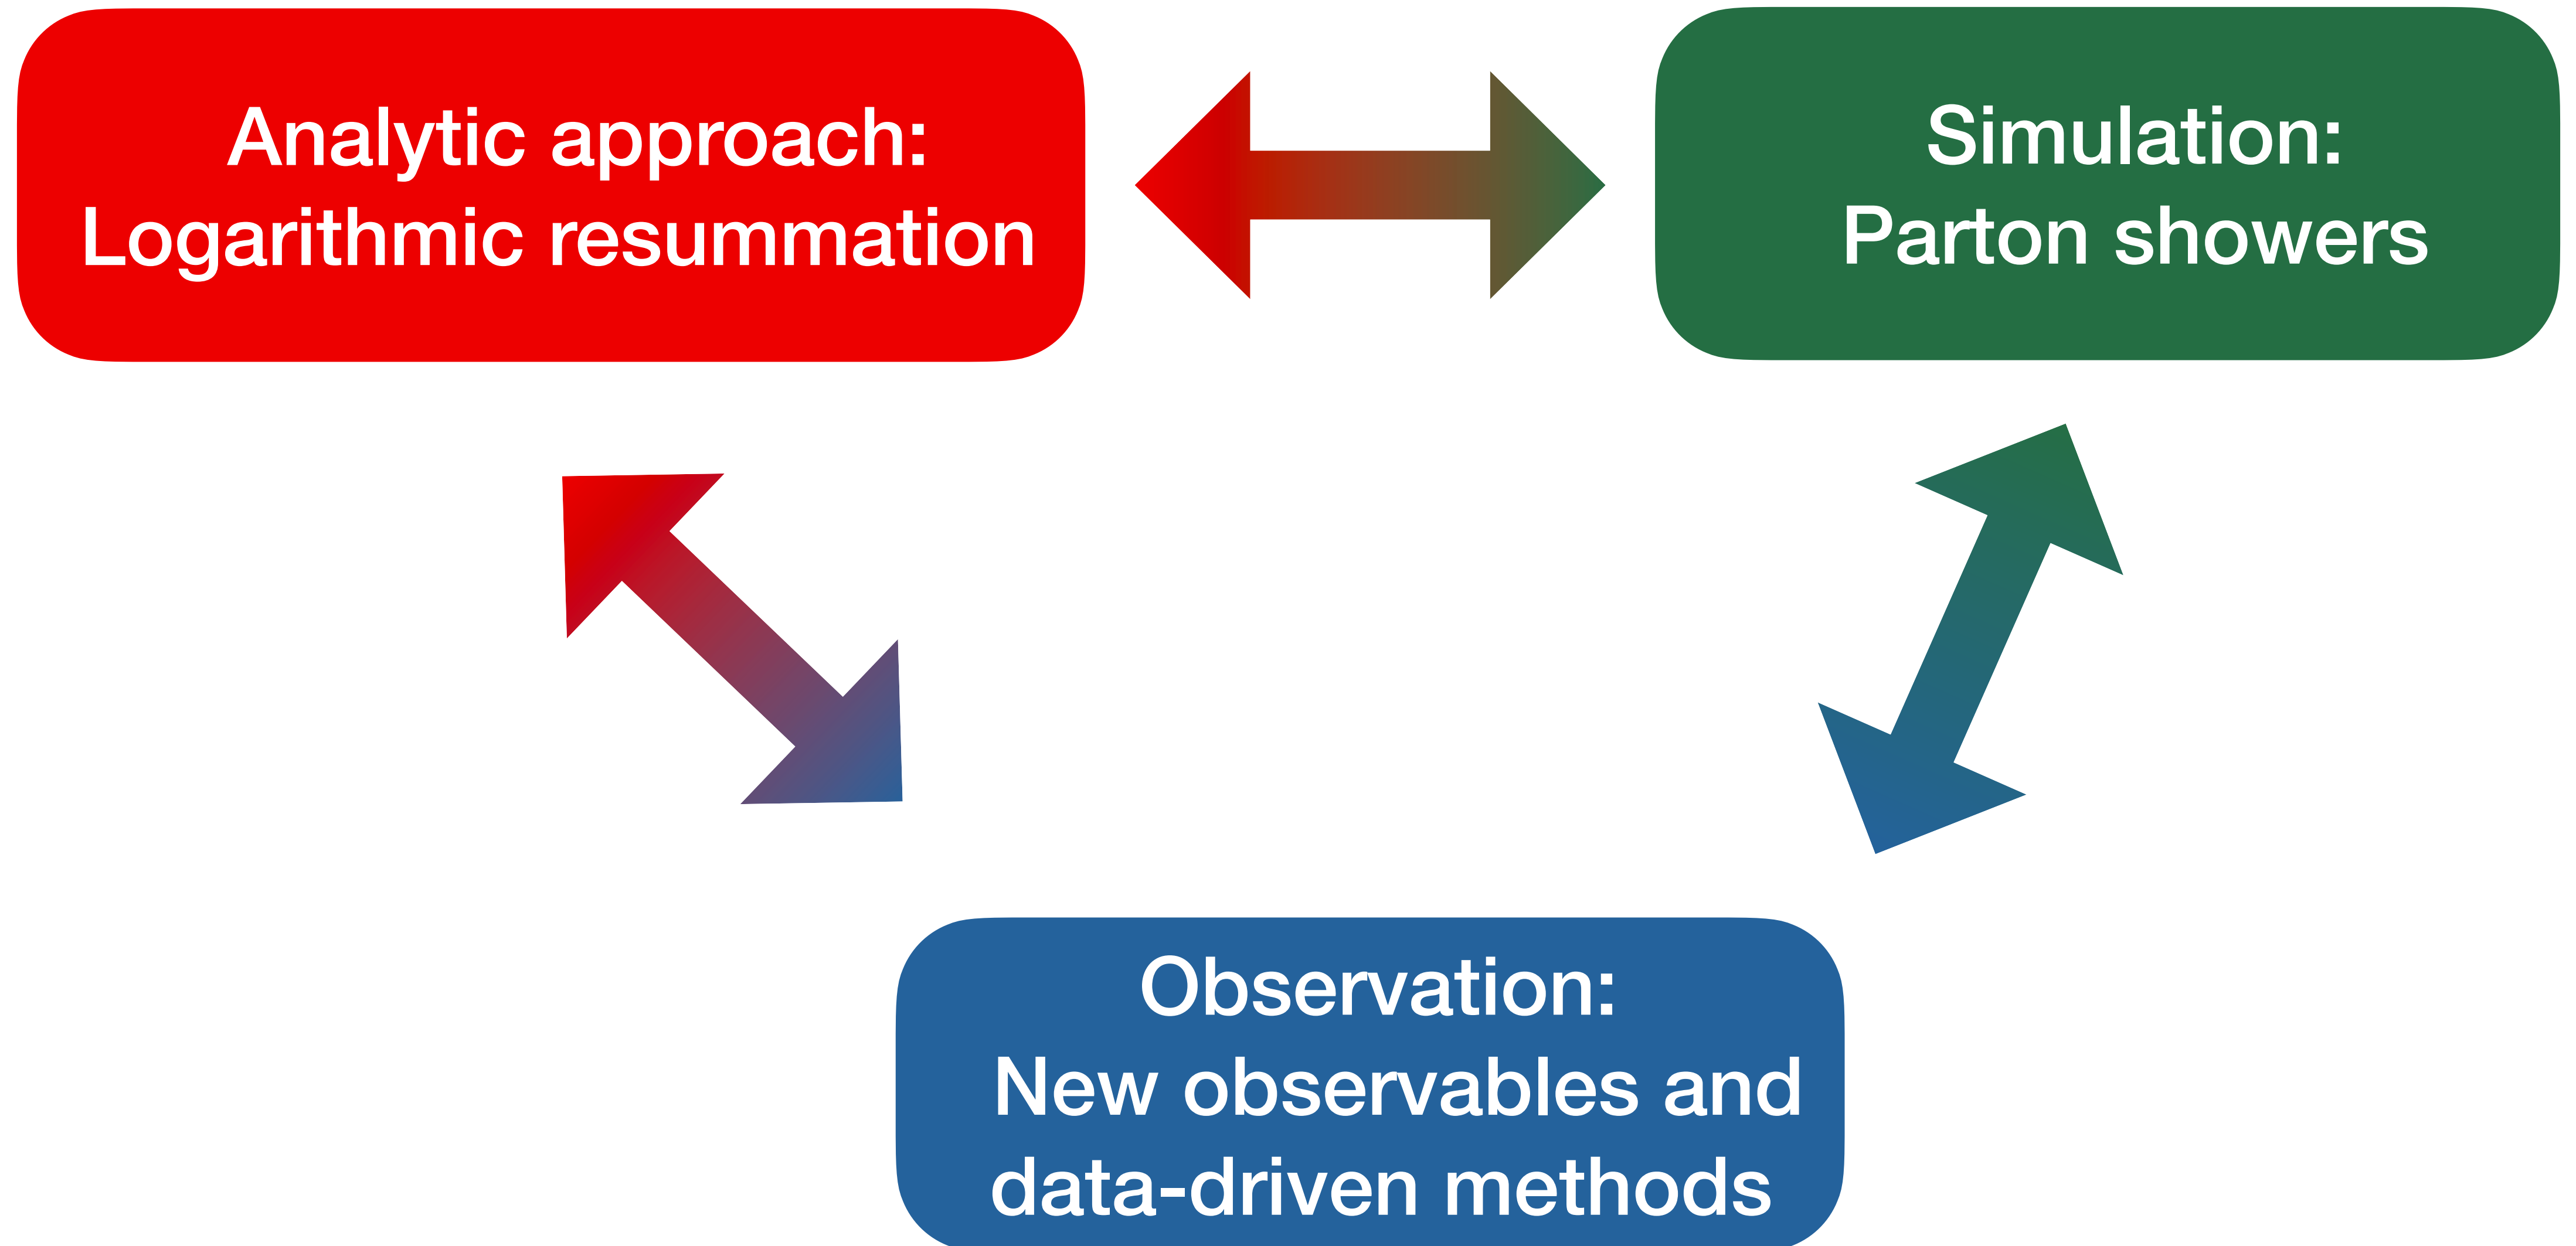 Analytic approach:
Logarithmic resummation
Simulation:
Parton showers
Observation:
New observables and
data-driven methods